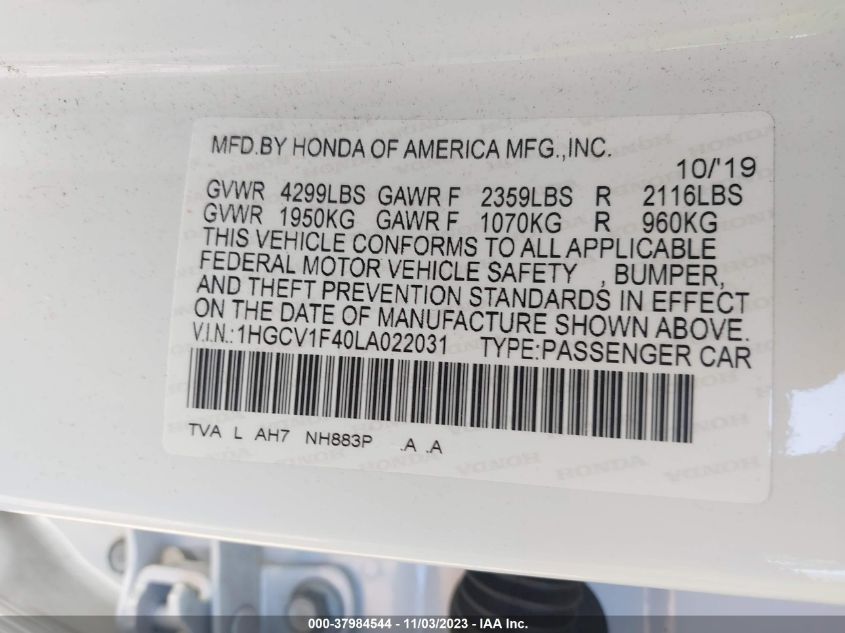 MFD.BY HONDA OF AMERICA MFG.,INC.
10/'19
GVWR 4299LBS GAWR F 2359LBS R 2116LBS
GVWR 1950KG GAWR F 1070KG R 960KG
THIS VEHICLE CONFORMS TO ALL APPLICABLE
FEDERAL MOTOR VEHICLE SAFETY , BUMPER,
AND THEFT PREVENTION STANDARDS IN EFFECT
ON THE DATE OF MANUFACTURE SHOWN ABOVE.
V.I.N.:1HGCV1F40LA022031 TYPE:PASSENGER CAR
TVA L AH7 NH883P .A .A
000-37984544 - 11/03/2023 - IAA Inc.